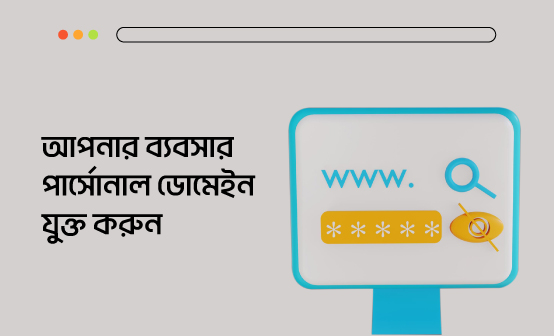 আপনার ব্যবসার
পার্সোনাল ডোমেইন
যুক্ত করুন
www.
*****